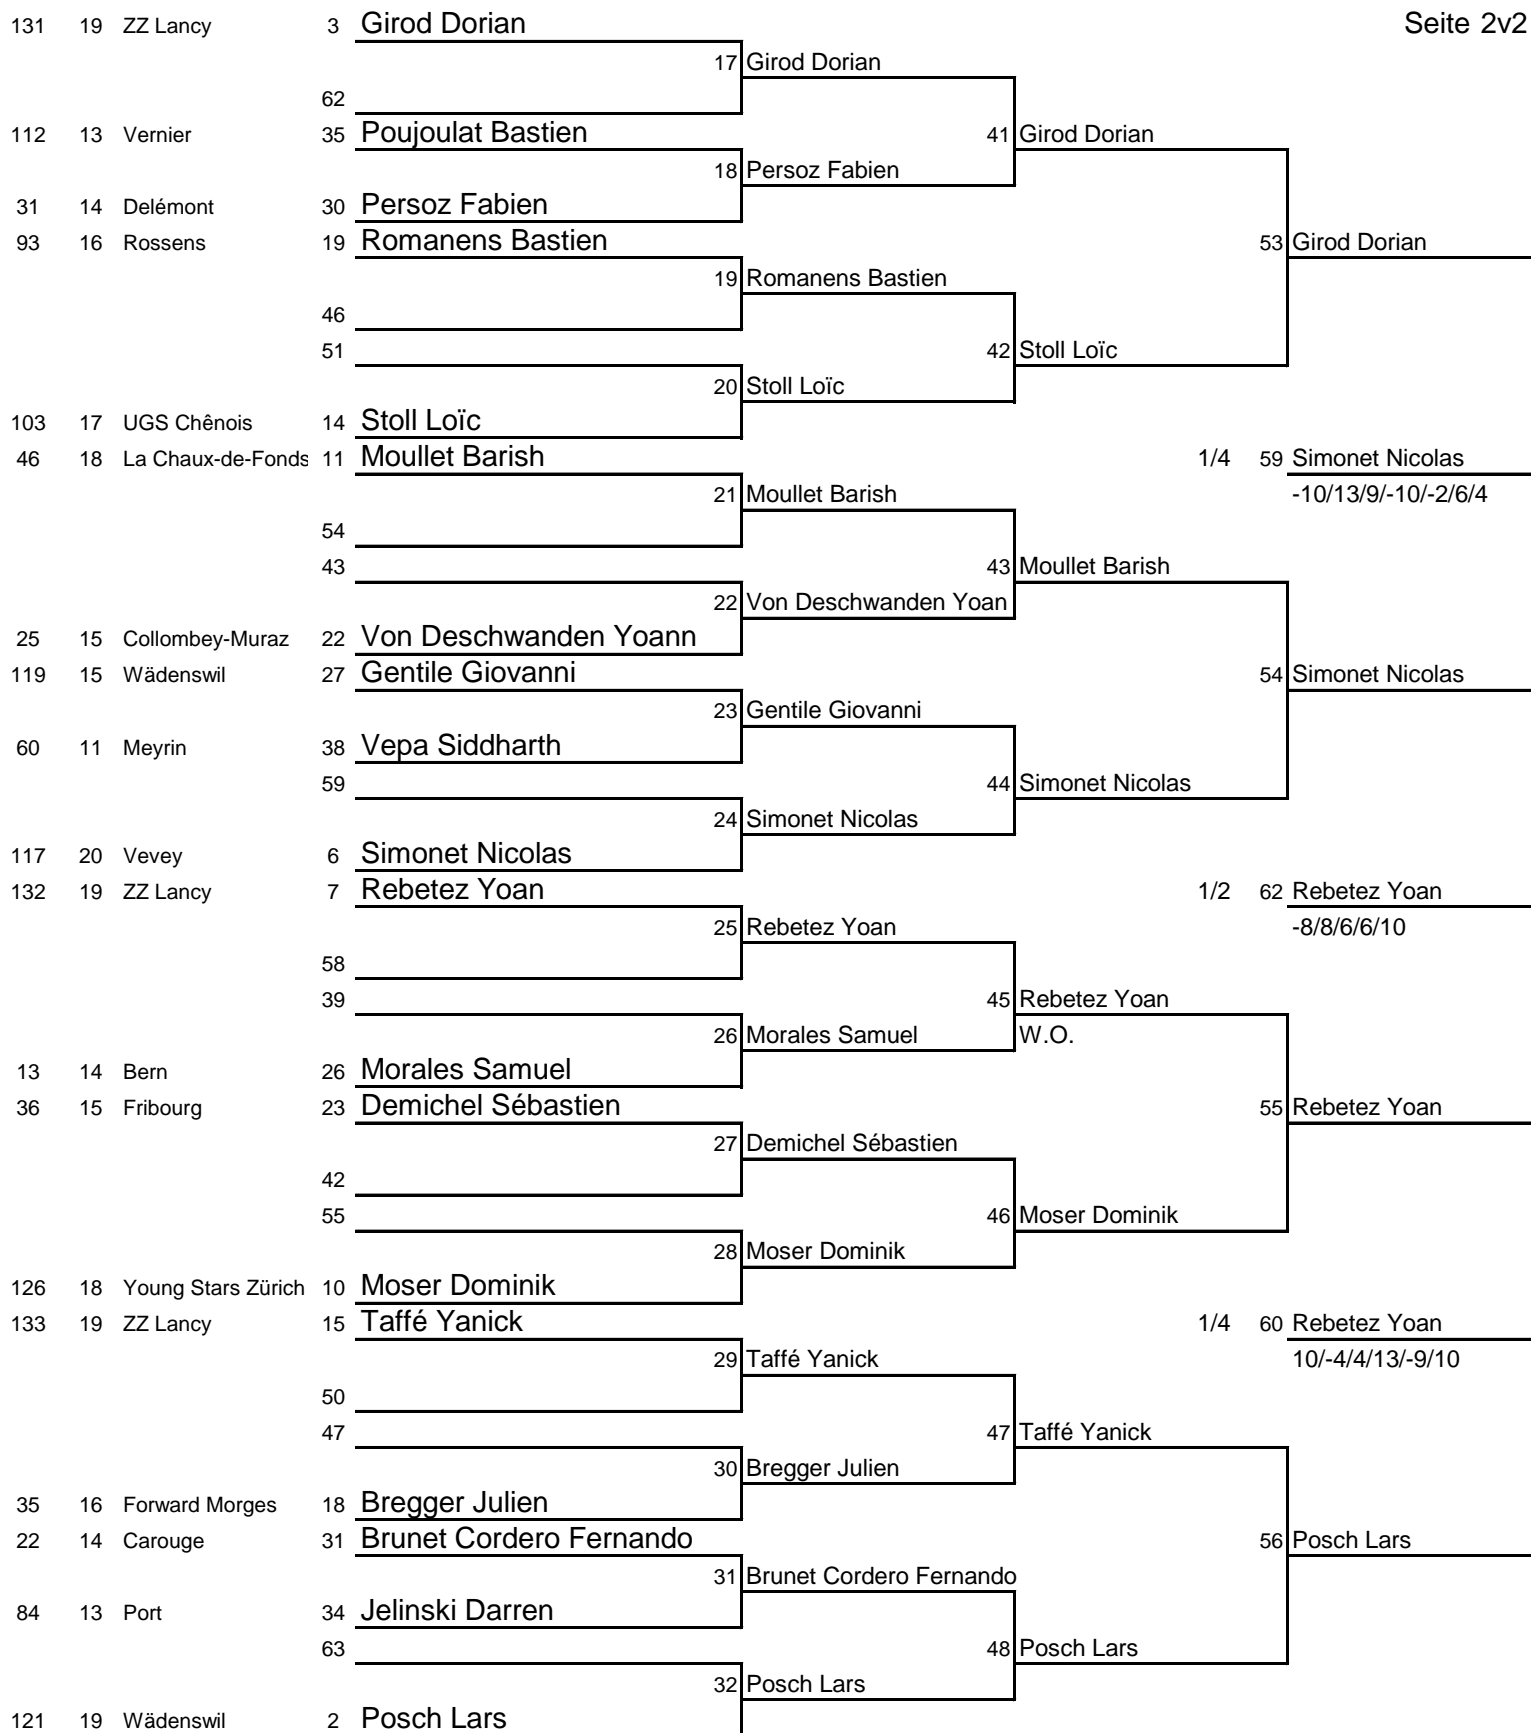 131 19 ZZ Lancy 3 Girod Dorian Seite 2v2
17 Girod Dorian
62
112 13 Vernier 35 Poujoulat Bastien 41 Girod Dorian
18 Persoz Fabien
31 14 Delémont 30 Persoz Fabien
93 16 Rossens 19 Romanens Bastien 53 Girod Dorian
19 Romanens Bastien
46
51 42 Stoll Loïc
20 Stoll Loïc
103 17 UGS Chênois 14 Stoll Loïc
46 18 La Chaux-de-Fonds 11 Moullet Barish 1/4 59 Simonet Nicolas
21 Moullet Barish -10/13/9/-10/-2/6/4
54
43 43 Moullet Barish
22 Von Deschwanden Yoan
25 15 Collombey-Muraz 22 Von Deschwanden Yoann
119 15 Wädenswil 27 Gentile Giovanni 54 Simonet Nicolas
23 Gentile Giovanni
60 11 Meyrin 38 Vepa Siddharth
59 44 Simonet Nicolas
24 Simonet Nicolas
117 20 Vevey 6 Simonet Nicolas
132 19 ZZ Lancy 7 Rebetez Yoan 1/2 62 Rebetez Yoan
25 Rebetez Yoan -8/8/6/6/10
58
39 45 Rebetez Yoan
26 Morales Samuel W.O.
13 14 Bern 26 Morales Samuel
36 15 Fribourg 23 Demichel Sébastien 55 Rebetez Yoan
27 Demichel Sébastien
42
55 46 Moser Dominik
28 Moser Dominik
126 18 Young Stars Zürich 10 Moser Dominik
133 19 ZZ Lancy 15 Taffé Yanick 1/4 60 Rebetez Yoan
29 Taffé Yanick 10/-4/4/13/-9/10
50
47 47 Taffé Yanick
30 Bregger Julien
35 16 Forward Morges 18 Bregger Julien
22 14 Carouge 31 Brunet Cordero Fernando 56 Posch Lars
31 Brunet Cordero Fernando
84 13 Port 34 Jelinski Darren
63 48 Posch Lars
32 Posch Lars
121 19 Wädenswil 2 Posch Lars